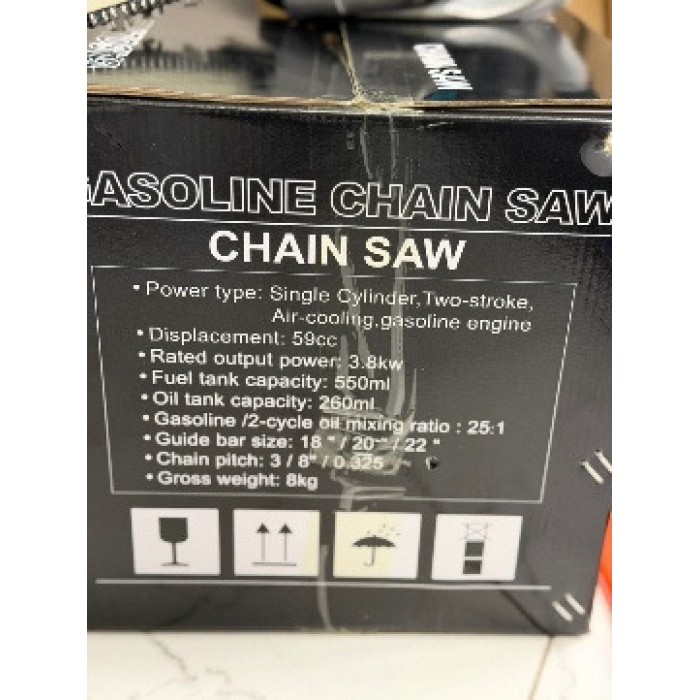 CHAIN SAW
GASOLINE CHAIN SAW
CHAIN SAW
• Power type: Single Cylinder,Two-stroke,
Air-cooling,gasoline engine
• Displacement: 59cc
• Rated output power: 3.8kw
• Fuel tank capacity: 550ml
• Oil tank capacity: 260ml
• Gasoline /2-cycle oil mixing ratio : 25:1
• Guide bar size: 18 " / 20 " / 22 "
• Chain pitch: 3 / 8" / 0.325
• Gross weight: 8kg